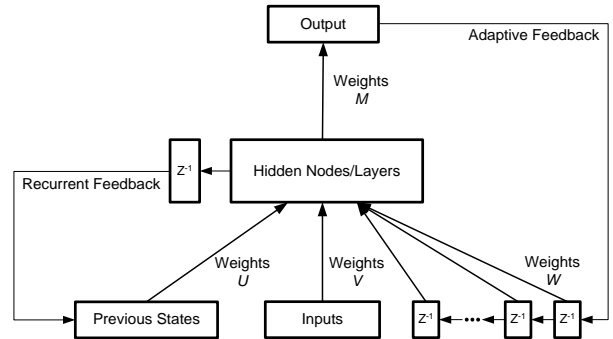 Output
Adaptive Feedback
Weights
M
Z-1
Hidden Nodes/Layers
Recurrent Feedback
Weights
U
Weights
V
Weights
W
Previous States
Inputs
Z-1
Z-1
Z-1